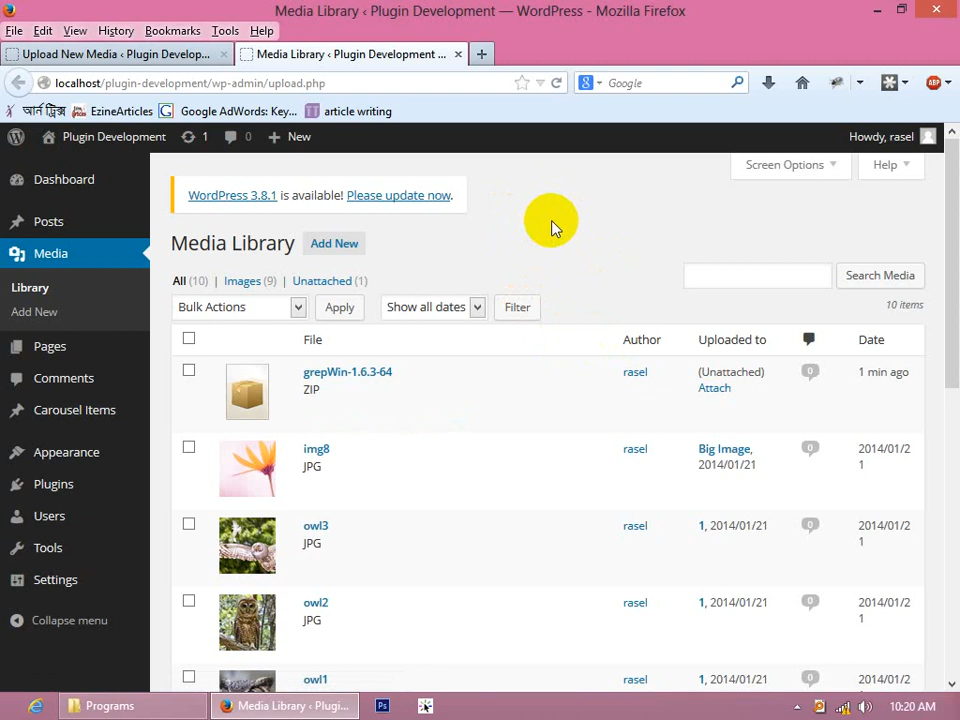 Media Library ‹ Plugin Development — WordPress - Mozilla Firefox
File Edit View History Bookmarks Tools Help
Upload New Media ‹ Plugin Develop... × Media Library ‹ Plugin Development ... × +
localhost/plugin-development/wp-admin/upload.php
Google
আর্ন ট্রিক্স EzineArticles Google AdWords: Key... article writing
Plugin Development 1 0 + New
Howdy, rasel
Screen Options
Help
Dashboard
Posts
Media
Library
Add New
Pages
Comments
Carousel Items
Appearance
Plugins
Users
Tools
Settings
Collapse menu
WordPress 3.8.1 is available! Please update now.
Media Library Add New
All (10) | Images (9) | Unattached (1)
Search Media
Bulk Actions Apply Show all dates Filter
10 items
File Author Uploaded to Date
grepWin-1.6.3-64 rasel (Unattached) 0 1 min ago
ZIP Attach
img8 rasel Big Image, 0 2014/01/2
JPG 2014/01/21 1
owl3 rasel 1, 2014/01/21 0 2014/01/2
JPG 1
owl2 rasel 1, 2014/01/21 0 2014/01/2
JPG 1
owl1 rasel 1, 2014/01/21 0 2014/01/2
Programs
Media Library ‹ Plugi...
Ps
10:20 AM